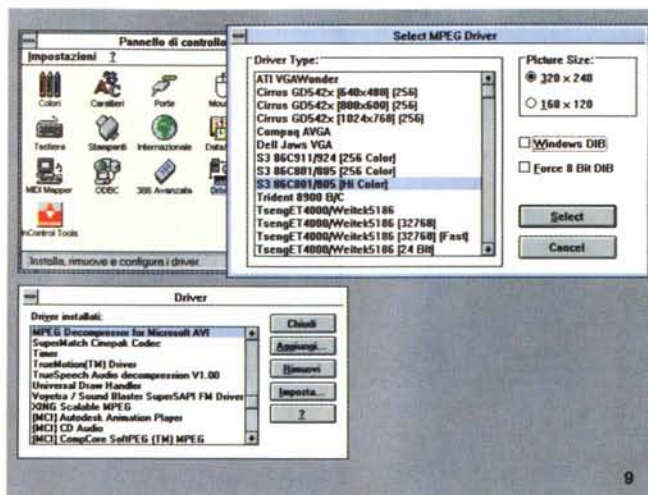 Pannello di controllo
Impostazioni ?
Colori
Caratteri
Porte
Mou
Tastiera
Stampanti
Internazionale
Data/
MIDI Mapper
ODBC
386 Avanzata
Driv
InControl Tools
Installa, rimuove e configura i driver.
Select MPEG Driver
Driver Type:
ATI VGAWonder
Cirrus GD542x [640x480] (256)
Cirrus GD542x [800x600] (256)
Cirrus GD542x [1024x768] (256)
Compaq AVGA
Dell Jaws VGA
S3 86C911/924 [256 Color]
S3 86C801/805 [256 Color]
S3 86C801/805 [Hi Color]
Trident 8900 B/C
TsengET4000/Weitek5186
TsengET4000/Weitek5186 [32768]
TsengET4000/Weitek5186 [32768] (Fast)
TsengET4000/Weitek5186 [24 Bit]
Picture Size:
320 x 240
160 x 120
Windows DIB
Force 8 Bit DIB
Select
Cancel
Driver
Driver installati:
MPEG Decompressor for Microsoft AVI
SuperMatch Cinepak Codec
Timer
TrueMotion(TM) Driver
TrueSpeech Audio decompression V1.00
Universal Draw Handler
Voyetra / Sound Blaster SuperSAPI FM Driver
XING Scalable MPEG
[MCI] Autodesk Animation Player
[MCI] CD Audio
[MCI] CompCore SoftPEG (TM) MPEG
Chiudi
Aggiungi...
Rimuovi
Imposta...
?
9